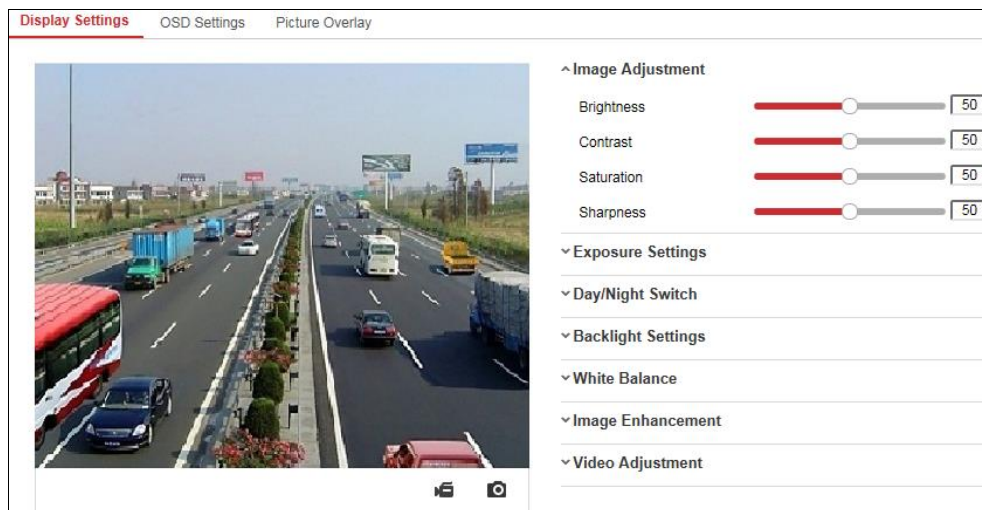 Display Settings OSD Settings Picture Overlay
Image Adjustment
Brightness 50
Contrast 50
Saturation 50
Sharpness 50
Exposure Settings
Day/Night Switch
Backlight Settings
White Balance
Image Enhancement
Video Adjustment